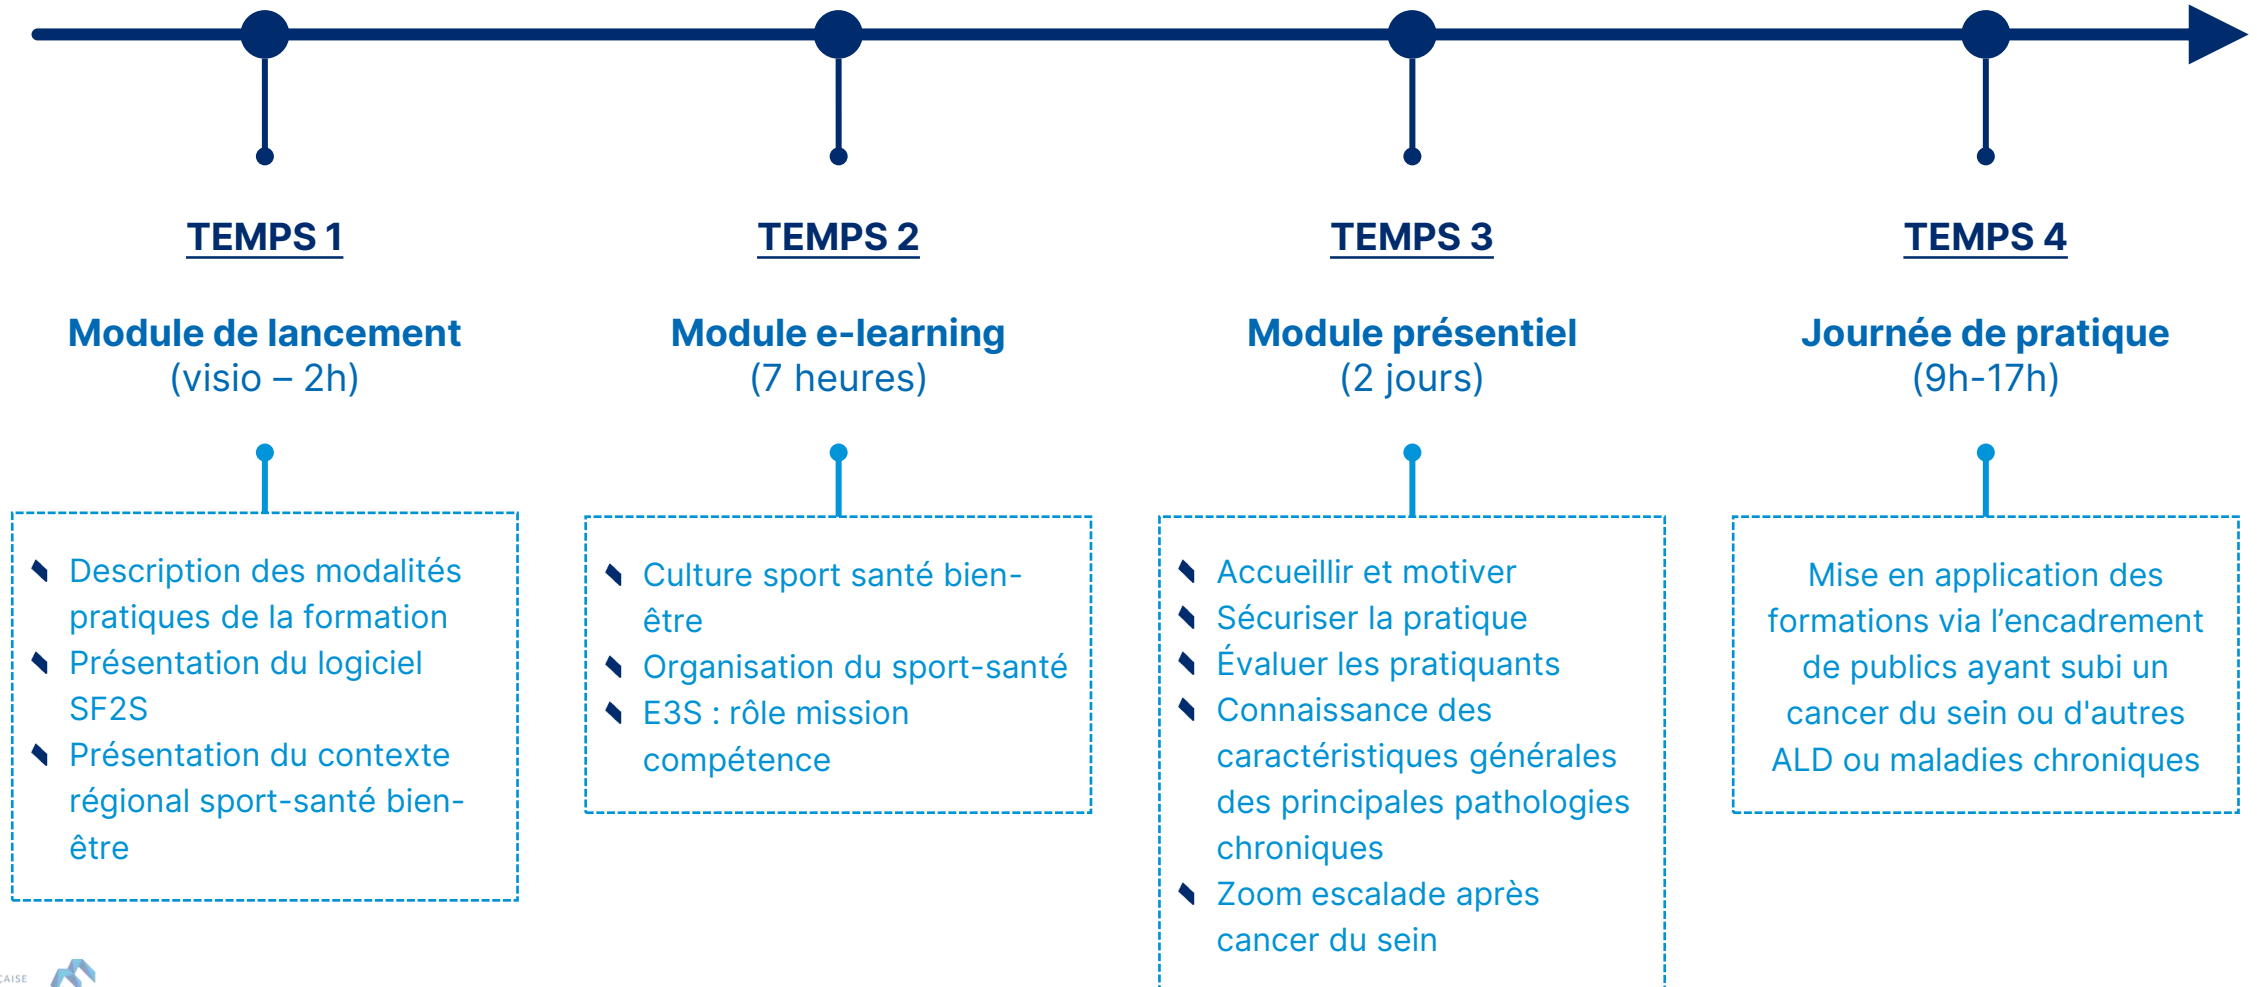 TEMPS 1
Module de lancement
(visio – 2h)
Description des modalités
pratiques de la formation
Présentation du logiciel
SF2S
Présentation du contexte
régional sport-santé bien-
être
TEMPS 2
Module e-learning
(7 heures)
Culture sport santé bien-
être
Organisation du sport-santé
E3S : rôle mission
compétence
TEMPS 3
Module présentiel
(2 jours)
Accueillir et motiver
Sécuriser la pratique
Évaluer les pratiquants
Connaissance des
caractéristiques générales
des principales pathologies
chroniques
Zoom escalade après
cancer du sein
TEMPS 4
Journée de pratique
(9h-17h)
Mise en application des
formations via l’encadrement
de publics ayant subi un
cancer du sein ou d'autres
ALD ou maladies chroniques